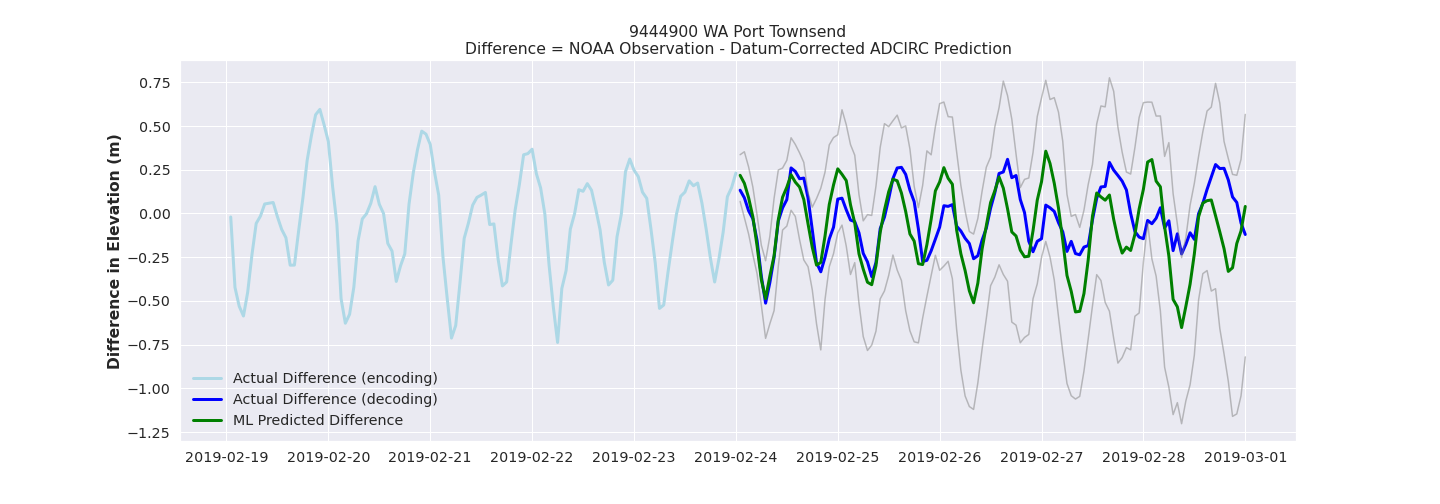 9444900 WA Port Townsend
Difference = NOAA Observation - Datum-Corrected ADCIRC Prediction
Difference in Elevation (m)
0.75
0.50
0.25
0.00
−0.25
−0.50
−0.75
−1.00
−1.25
Actual Difference (encoding)
Actual Difference (decoding)
ML Predicted Difference
2019-02-19 2019-02-20 2019-02-21 2019-02-22 2019-02-23 2019-02-24 2019-02-25 2019-02-26 2019-02-27 2019-02-28 2019-03-01